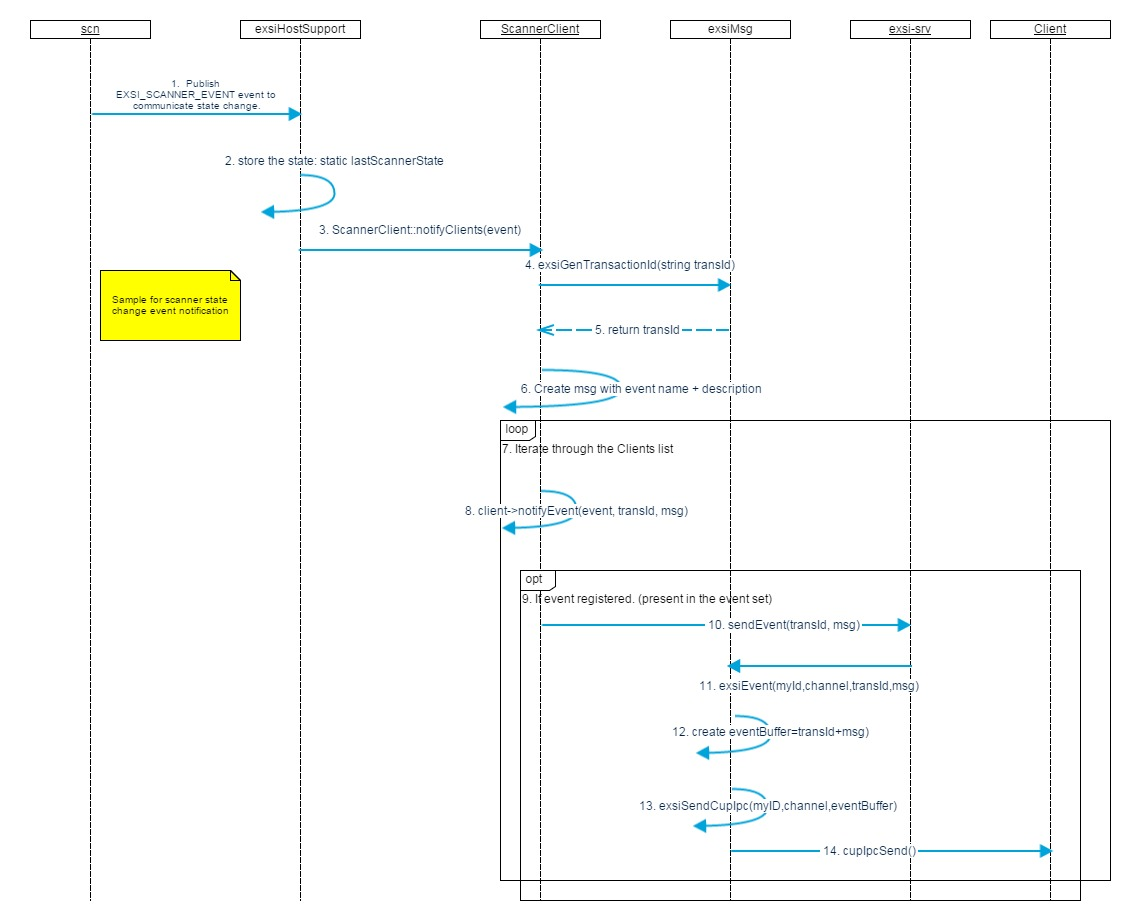 scn
exsiHostSupport
ScannerClient
exsiMsg
exsi-srv
Client
1. Publish
EXSI_SCANNER_EVENT event to
communicate state change.
2. store the state: static lastScannerState
3. ScannerClient::notifyClients(event)
4. exsiGenTransactionId(string transId)
Sample for scanner state
change event notification
5. return transId
6. Create msg with event name + description
loop
7. Iterate through the Clients list
8. client->notifyEvent(event, transId, msg)
opt
9. If event registered. (present in the event set)
10. sendEvent(transId, msg)
11. exsiEvent(myId,channel,transId,msg)
12. create eventBuffer=transId+msg)
13. exsiSendCupIpc(myID,channel,eventBuffer)
14. cupIpcSend()